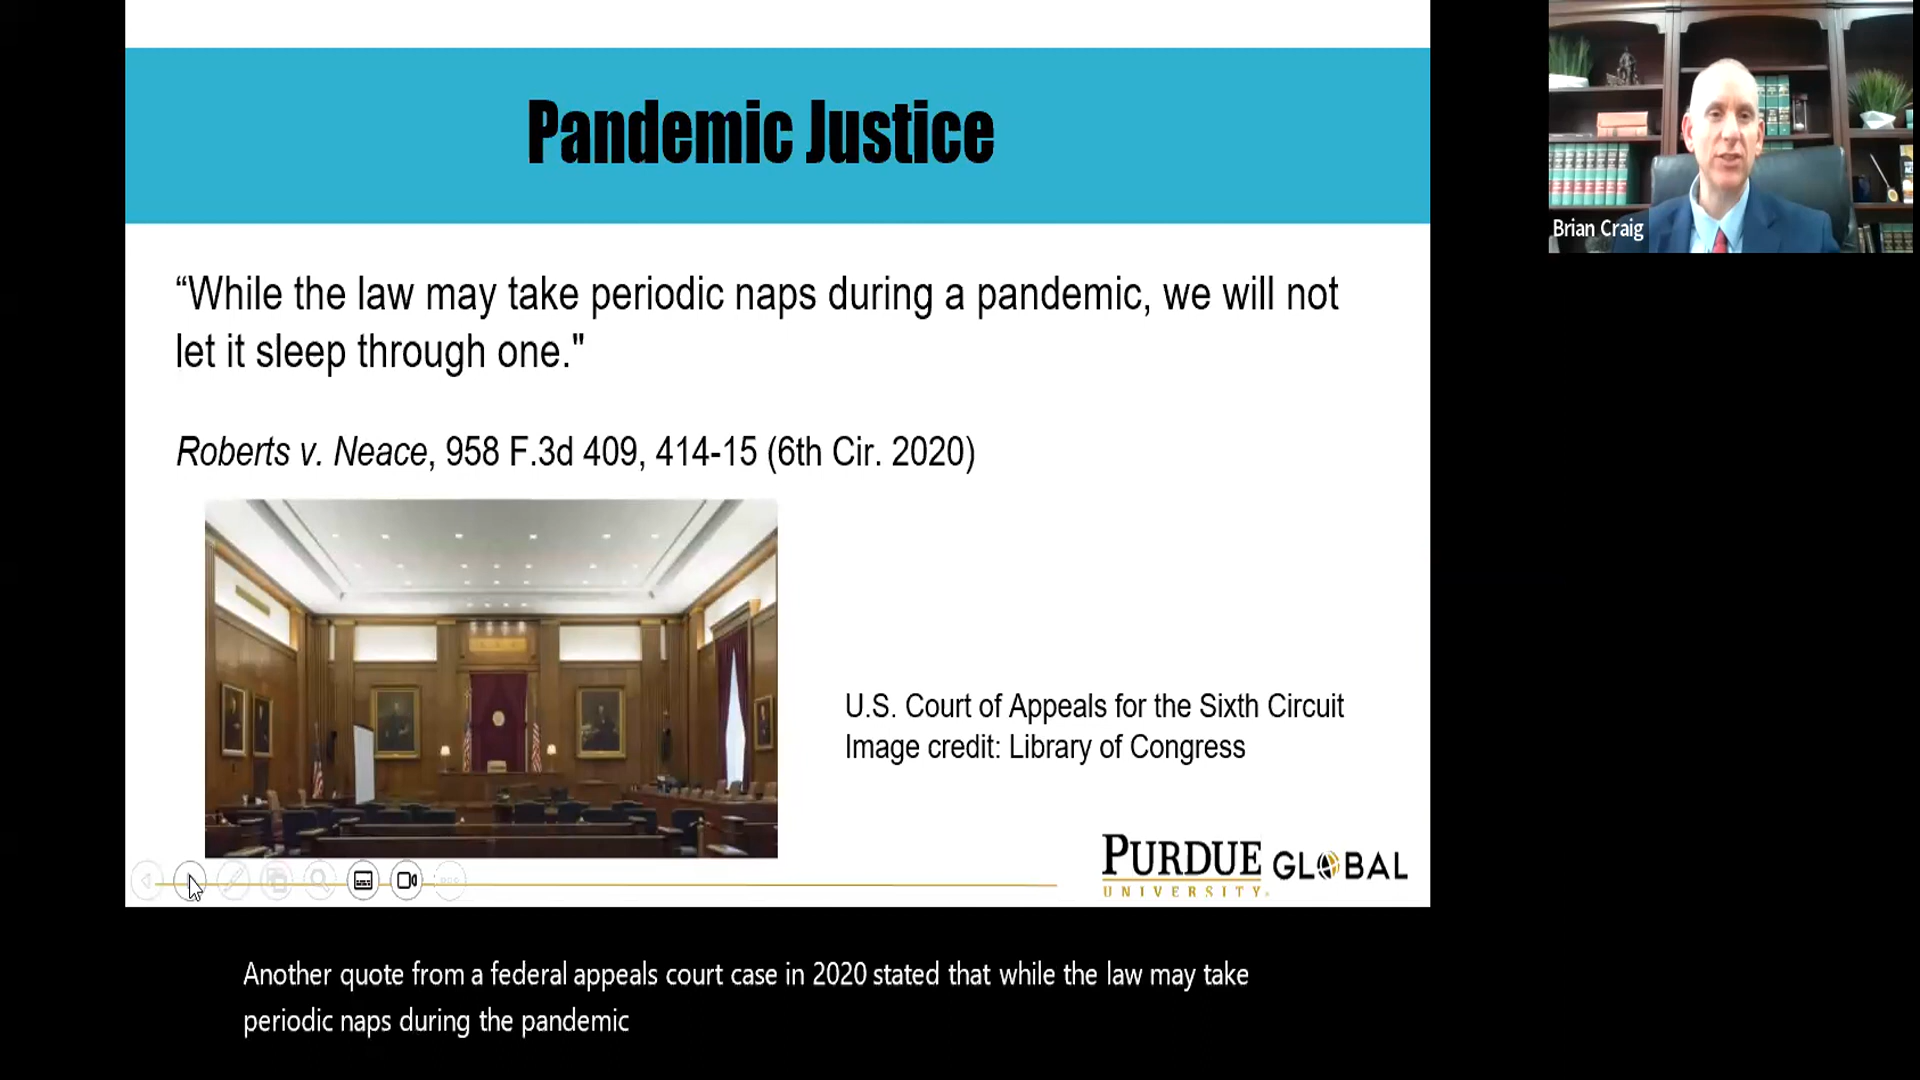 Pandemic Justice
“While the law may take periodic naps during a pandemic, we will not
let it sleep through one."
Roberts v. Neace, 958 F.3d 409, 414-15 (6th Cir. 2020)
U.S. Court of Appeals for the Sixth Circuit
Image credit: Library of Congress
PURDUE GLOBAL
UNIVERSITY®
Brian Craig
Another quote from a federal appeals court case in 2020 stated that while the law may take
periodic naps during the pandemic